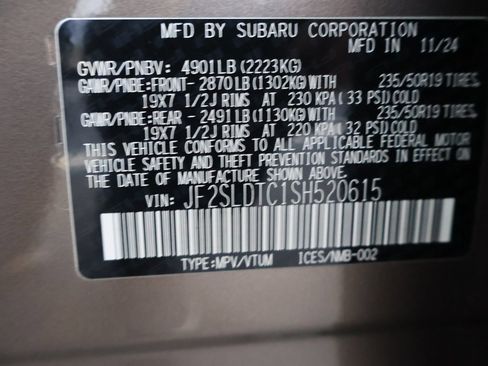 MFD BY SUBARU CORPORATION
MFD IN 11/24
GVWR/PNBV: 4901LB (2223KG)
GAWR/PNBE:FRONT- 2870LB (1302KG)WITH 235/50R19 TIRES,
19X7 1/2J RIMS AT 230 KPA (33 PSI)COLD
GAWR/PNBE:REAR - 2491LB (1130KG)WITH 235/50R19 TIRES,
19X7 1/2J RIMS AT 220 KPA (32 PSI)COLD
THIS VEHICLE CONFORMS TO ALL APPLICABLE FEDERAL MOTOR
VEHICLE SAFETY AND THEFT PREVENTION STANDARDS IN EFFECT ON
THE DATE OF MANUFACTURE SHOWN ABOVE.
VIN: JF2SLDTC1SH520615
TYPE:MPV/VTUM ICES/NMB-002